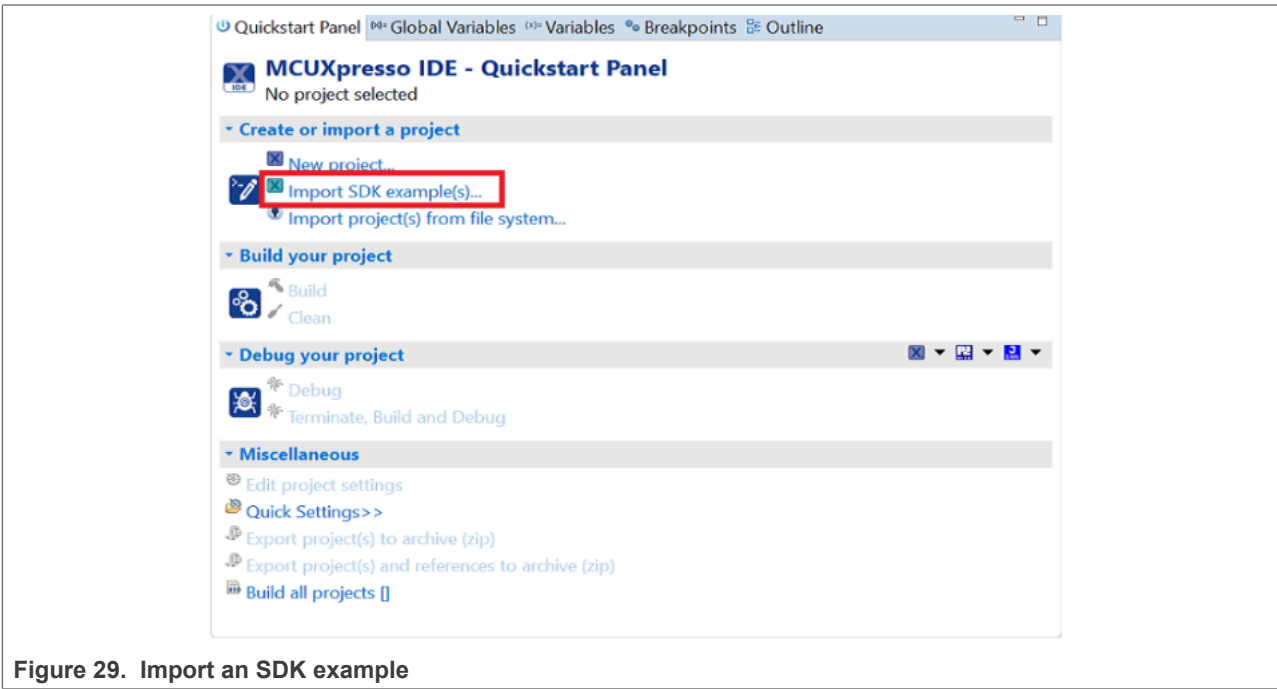 Quickstart Panel (x)= Global Variables (x)= Variables Breakpoints Outline
MCUXpresso IDE - Quickstart Panel
IDE
No project selected
Create or import a project
New project...
Import SDK example(s)...
Import project(s) from file system...
Build your project
Build
Clean
Debug your project
Debug
Terminate, Build and Debug
Miscellaneous
Edit project settings
Quick Settings>>
Export project(s) to archive (zip)
Export project(s) and references to archive (zip)
Build all projects []
Figure 29. Import an SDK example